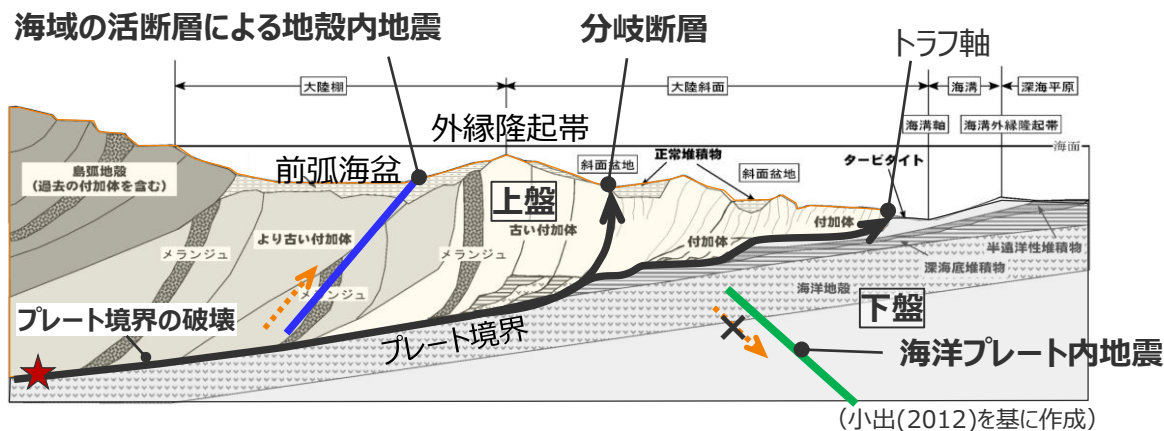 海域の活断層による地殻内地震
分岐断層
トラフ軸
大陸棚
大陸斜面
海溝
深海平原
海溝軸
海溝外縁隆起帯
海面
外縁隆起帯
前弧海盆
斜面盆地
正常堆積物
斜面盆地
タービタイト
島弧地殻
(過去の付加体を含む)
上盤
古い付加体
より古い付加体
メランジュ
メランジュ
メランジュ
付加体
付加体
半遠洋性堆積物
深海底堆積物
海洋地殻
下盤
プレート境界の破壊
プレート境界
海洋プレート内地震
(小出(2012)を基に作成)